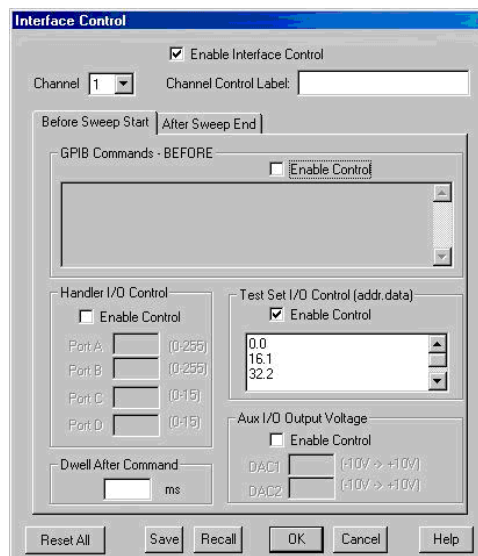 Interface Control
Enable Interface Control
Channel 1 Channel Control Label:
Before Sweep Start After Sweep End
GPIB Commands - BEFORE
Enable Control
Handler I/O Control
Enable Control
Port A (0-255)
Port B (0-255)
Port C (0-15)
Port D (0-15)
Test Set I/O Control (addr.data)
Enable Control
0.0
16.1
32.2
Aux I/O Output Voltage
Enable Control
DAC1 (-10V -> +10V)
DAC2 (-10V -> +10V)
Dwell After Command
ms
Reset All Save Recall OK Cancel Help